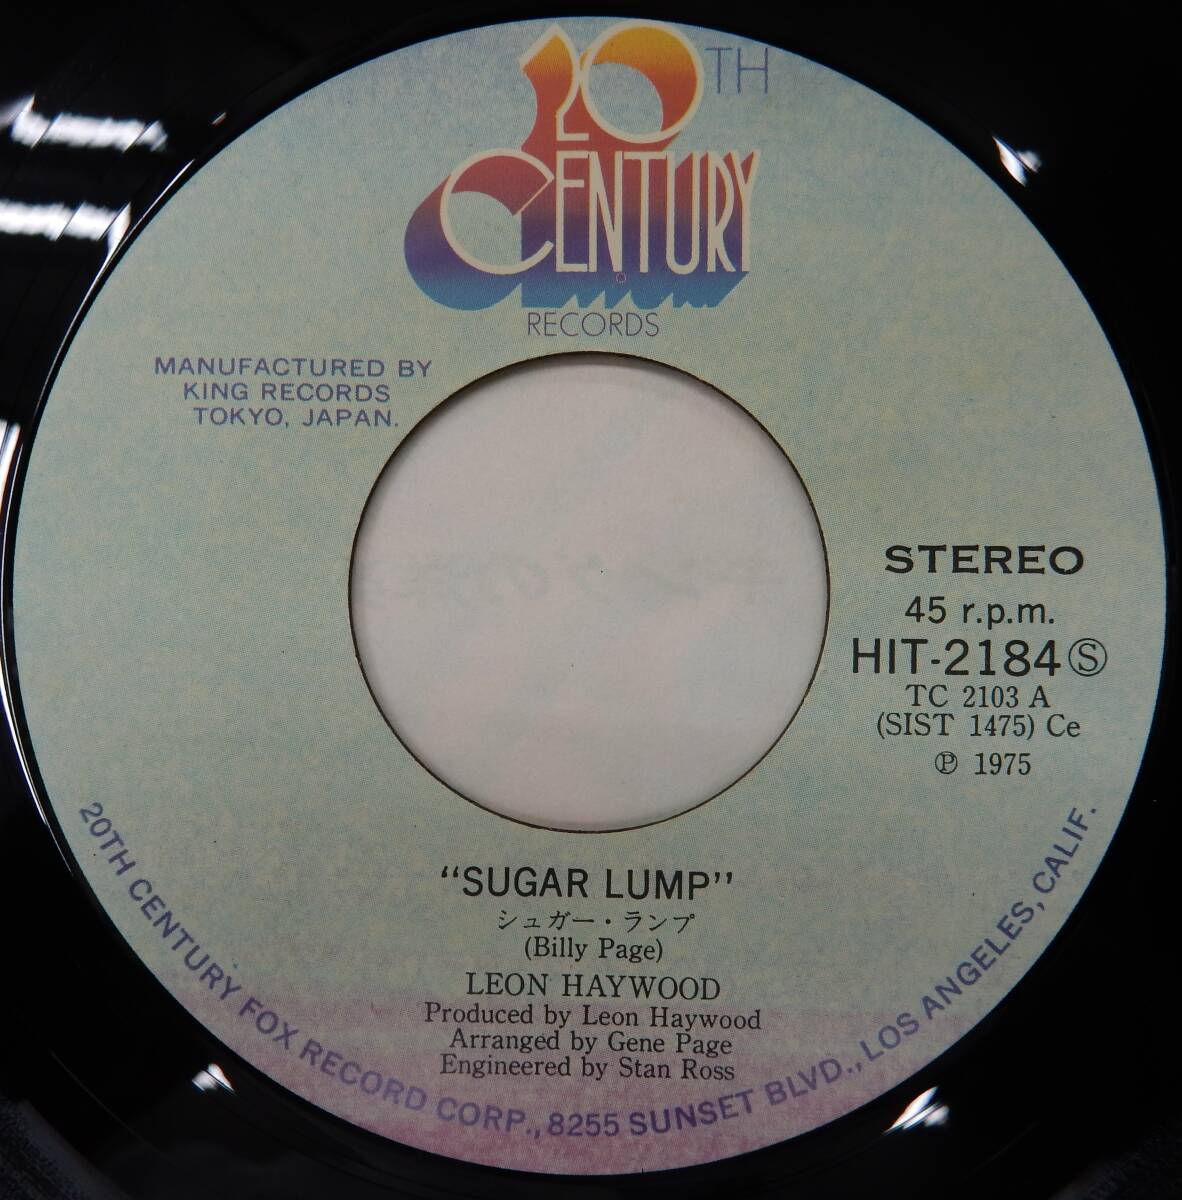 20TH
CENTURY
RECORDS
MANUFACTURED BY
KING RECORDS
TOKYO, JAPAN.
STEREO
45 r.p.m.
HIT-2184Ⓢ
TC 2103 A
(SIST 1475) Ce
℗ 1975
"SUGAR LUMP"
シュガー・ランプ
(Billy Page)
LEON HAYWOOD
Produced by Leon Haywood
Arranged by Gene Page
Engineered by Stan Ross
20TH CENTURY FOX RECORD CORP., 8255 SUNSET BLVD., LOS ANGELES, CALIF.